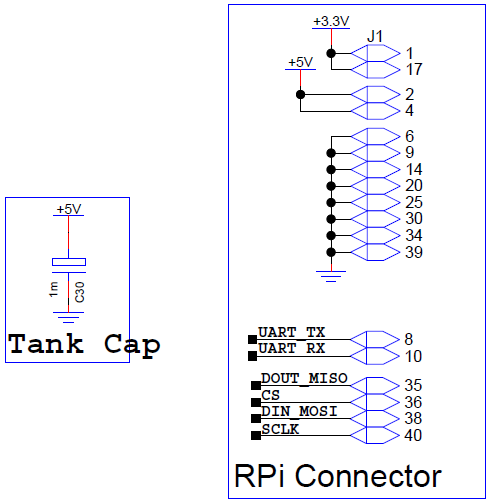 +3.3V
J1
1
17
+5V
2
4
6
9
14
20
25
30
34
39
+5V
1m
C30
Tank Cap
UART_TX
8
UART_RX
10
DOUT_MISO
35
CS
36
DIN_MOSI
38
SCLK
40
RPi Connector